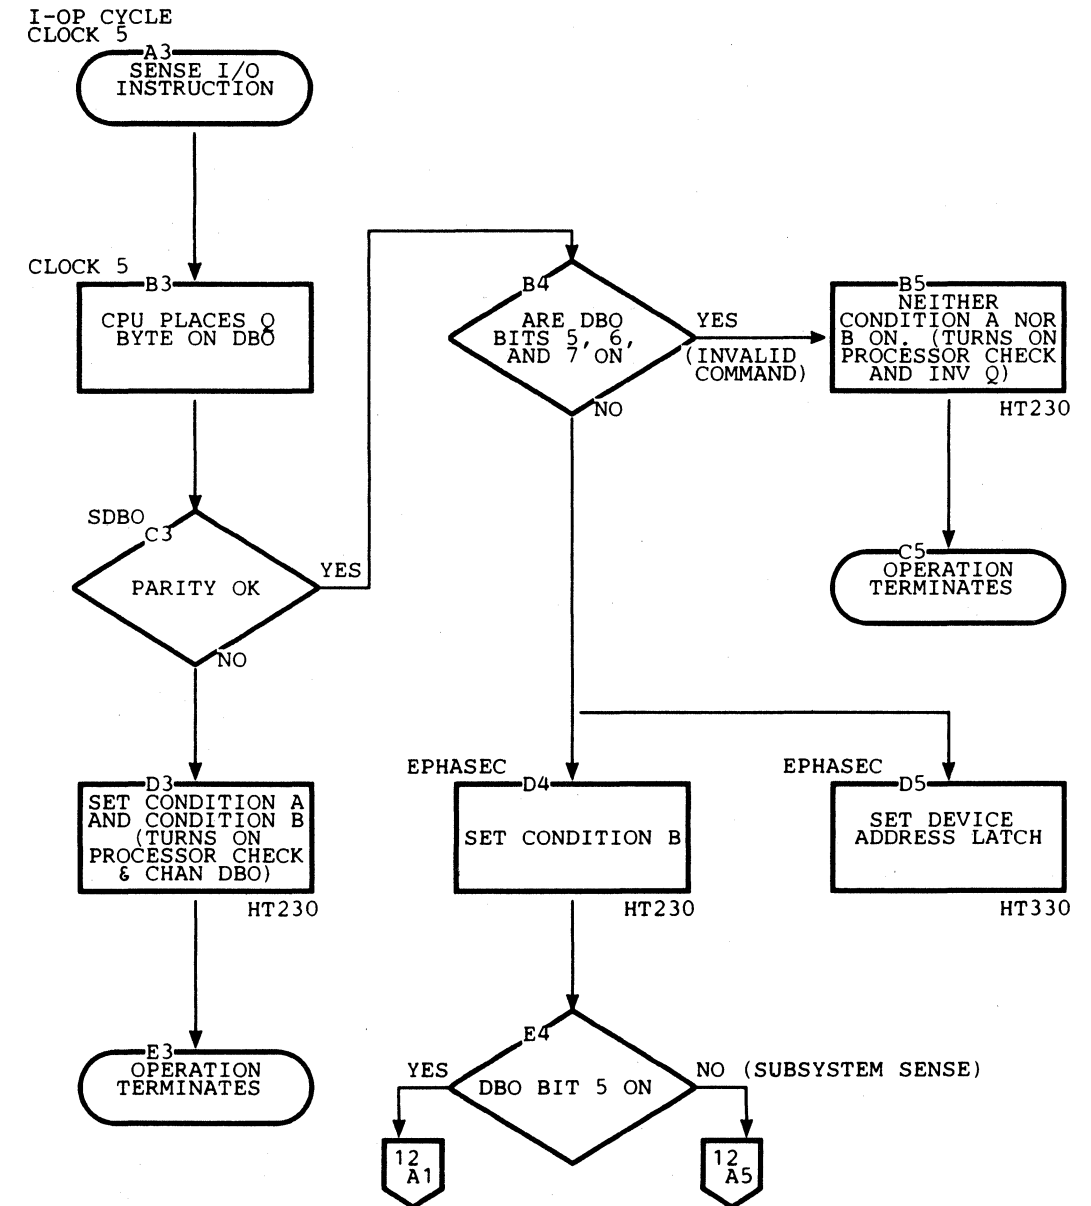 I-OP CYCLE
CLOCK 5
A3
SENSE I/O
INSTRUCTION
CLOCK 5
B3
CPU PLACES Q
BYTE ON DBO
SDBO
C3
PARITY OK
YES
NO
D3
SET CONDITION A
AND CONDITION B
(TURNS ON
PROCESSOR CHECK
& CHAN DBO)
HT230
E3
OPERATION
TERMINATES
B4
ARE DBO
BITS 5, 6,
AND 7 ON
YES
(INVALID
COMMAND)
NO
B5
NEITHER
CONDITION A NOR
B ON. (TURNS ON
PROCESSOR CHECK
AND INV Q)
HT230
C5
OPERATION
TERMINATES
EPHASEC
D4
SET CONDITION B
HT230
EPHASEC
D5
SET DEVICE
ADDRESS LATCH
HT330
E4
DBO BIT 5 ON
YES
NO (SUBSYSTEM SENSE)
12
A1
12
A5